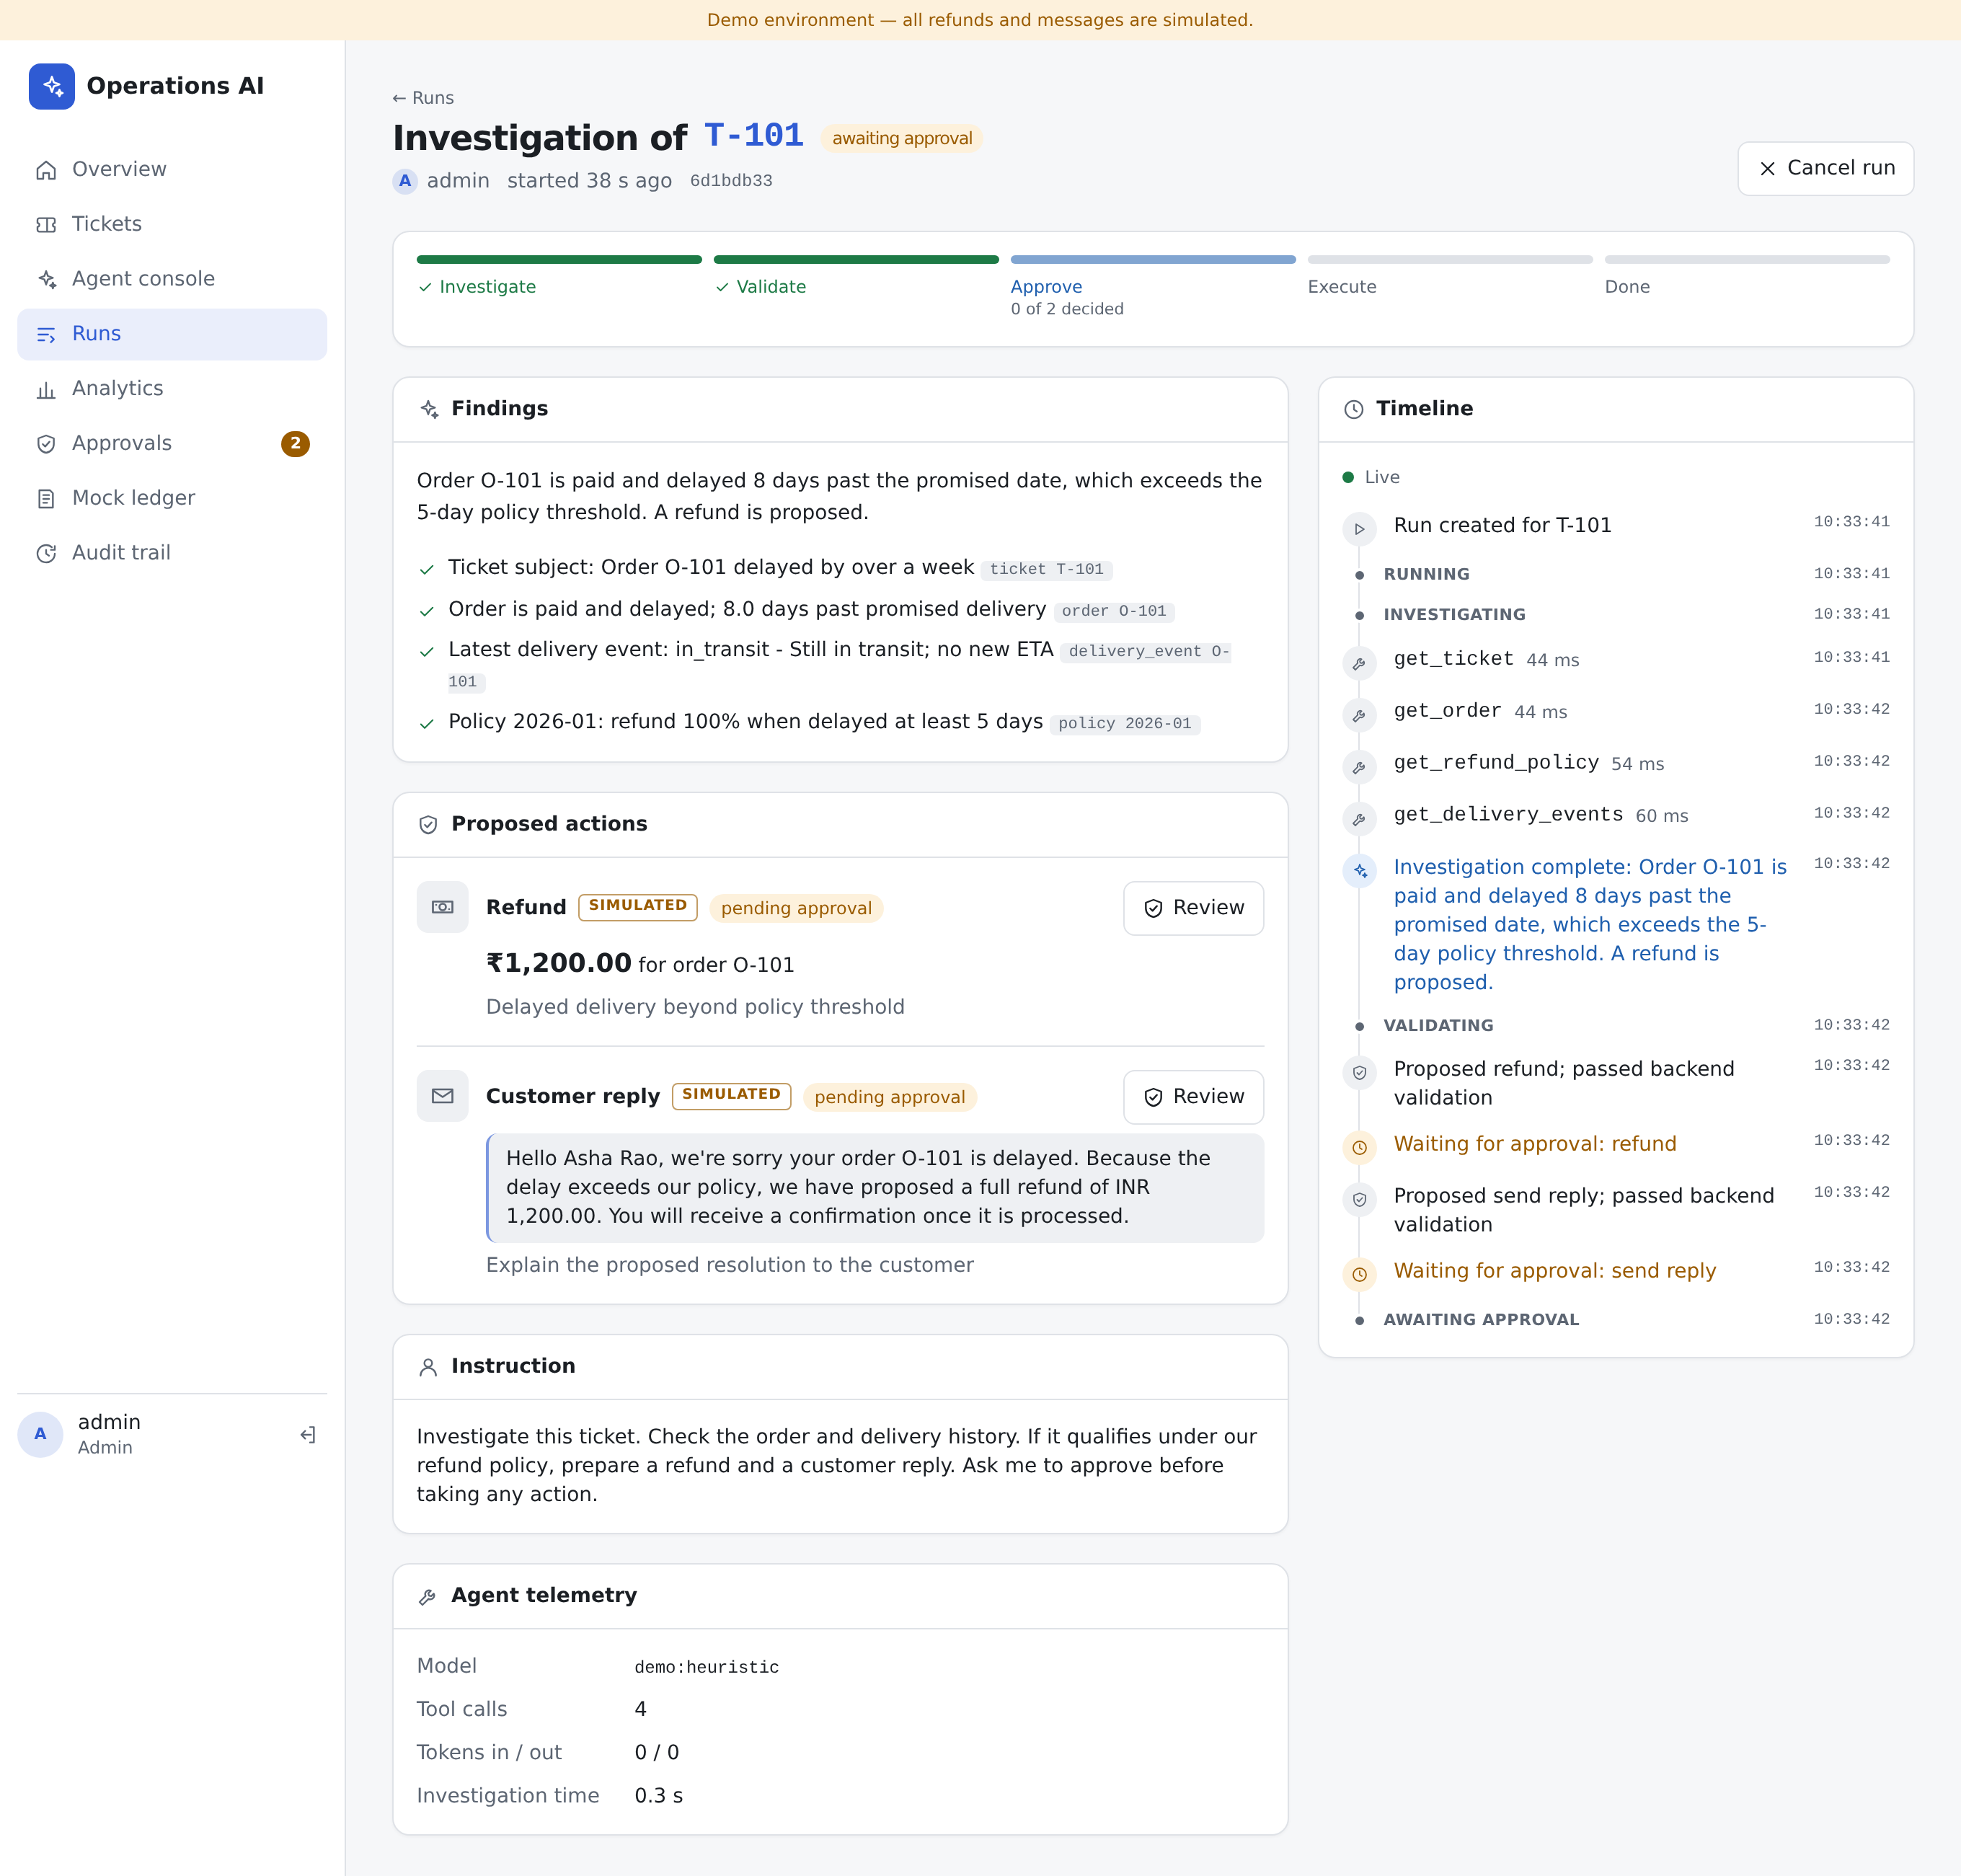 Demo environment — all refunds and messages are simulated.
Operations AI
Overview
Tickets
Agent console
Runs
Analytics
Approvals 2
Mock ledger
Audit trail
A admin
Admin
← Runs
Investigation of T-101 awaiting approval
A admin started 38 s ago 6d1bdb33
Cancel run
Investigate
Validate
Approve
0 of 2 decided
Execute
Done
Findings
Order O-101 is paid and delayed 8 days past the promised date, which exceeds the
5-day policy threshold. A refund is proposed.
Ticket subject: Order O-101 delayed by over a week ticket T-101
Order is paid and delayed; 8.0 days past promised delivery order O-101
Latest delivery event: in_transit - Still in transit; no new ETA delivery_event O-
101
Policy 2026-01: refund 100% when delayed at least 5 days policy 2026-01
Proposed actions
Refund SIMULATED pending approval Review
₹1,200.00 for order O-101
Delayed delivery beyond policy threshold
Customer reply SIMULATED pending approval Review
Hello Asha Rao, we're sorry your order O-101 is delayed. Because the
delay exceeds our policy, we have proposed a full refund of INR
1,200.00. You will receive a confirmation once it is processed.
Explain the proposed resolution to the customer
Instruction
Investigate this ticket. Check the order and delivery history. If it qualifies under our
refund policy, prepare a refund and a customer reply. Ask me to approve before
taking any action.
Agent telemetry
Model demo:heuristic
Tool calls 4
Tokens in / out 0 / 0
Investigation time 0.3 s
Timeline
Live
Run created for T-101 10:33:41
RUNNING 10:33:41
INVESTIGATING 10:33:41
get_ticket 44 ms 10:33:41
get_order 44 ms 10:33:42
get_refund_policy 54 ms 10:33:42
get_delivery_events 60 ms 10:33:42
Investigation complete: Order O-101 is 10:33:42
paid and delayed 8 days past the
promised date, which exceeds the 5-
day policy threshold. A refund is
proposed.
VALIDATING 10:33:42
Proposed refund; passed backend 10:33:42
validation
Waiting for approval: refund 10:33:42
Proposed send reply; passed backend 10:33:42
validation
Waiting for approval: send reply 10:33:42
AWAITING APPROVAL 10:33:42